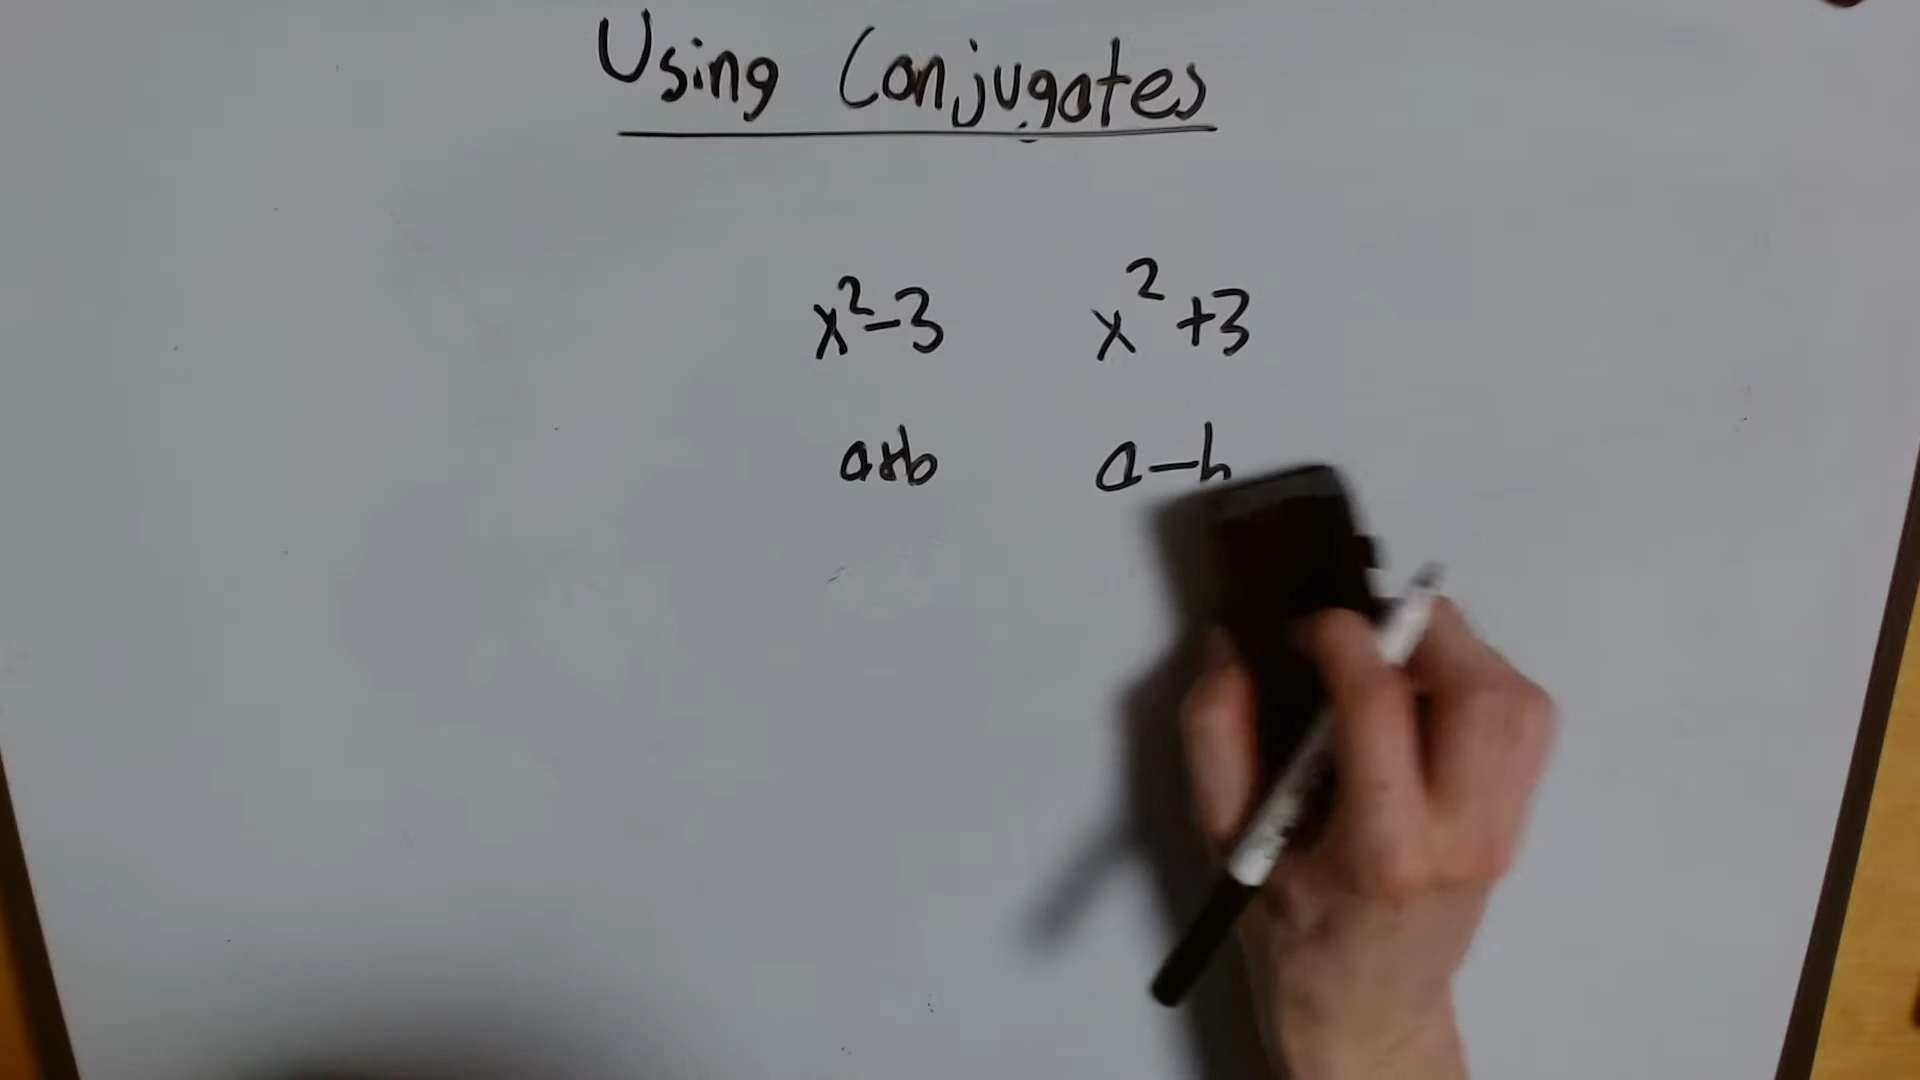 Using Conjugates
x²-3 x²+3
a+b a-b